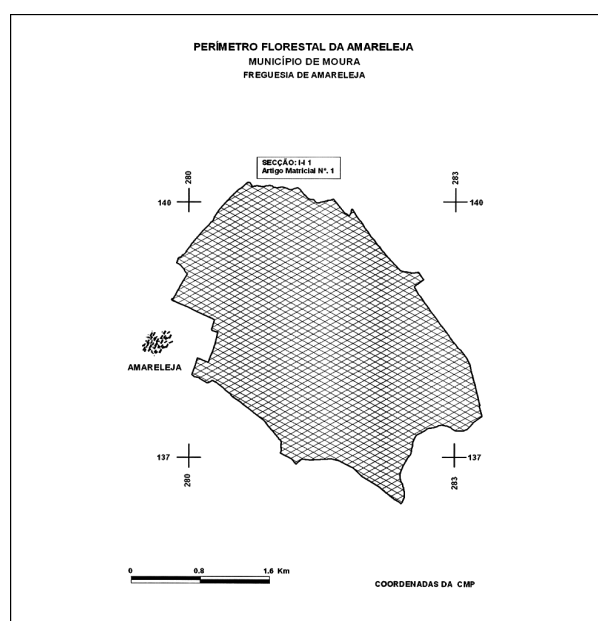 PERÍMETRO FLORESTAL DA AMARELEJA
MUNICÍPIO DE MOURA
FREGUESIA DE AMARELEJA
SECÇÃO: I-I 1
Artigo Matricial Nº. 1
280
283
140
140
AMARELEJA
137
137
280
283
0 0.8 1.6 Km
COORDENADAS DA CMP